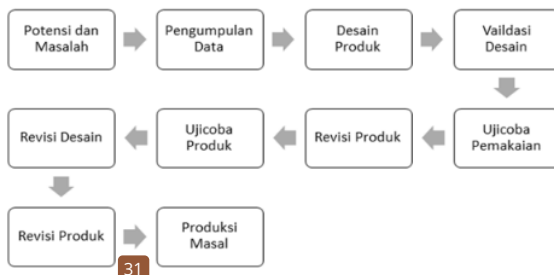 Potensi dan
Masalah
Pengumpulan
Data
Desain
Produk
Vaildasi
Desain
Ujicoba
Pemakaian
Revisi Produk
Ujicoba
Produk
Revisi Desain
Revisi Produk
Produksi
Masal
31